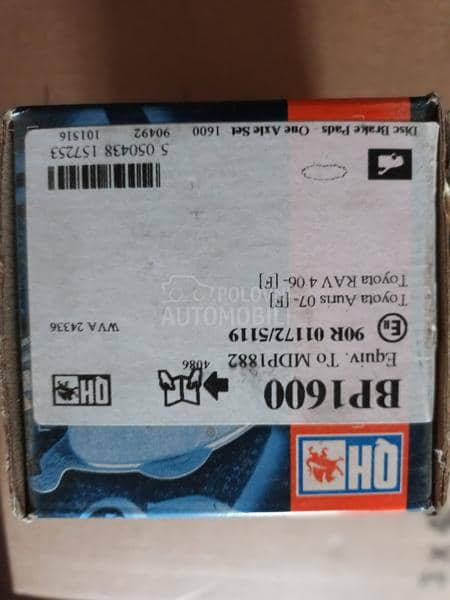 QH
BP1600
4086
QH
Equiv. To MDP1882
90R 01172/5119
WVA 24336
Toyota Auris 07- [F]
Toyota RAV 4 06- [F]
5 050438 157253
Disc Brake Pads - One Axle Set 1600 90492 101516
POLOVNI
AUTOMOBILI